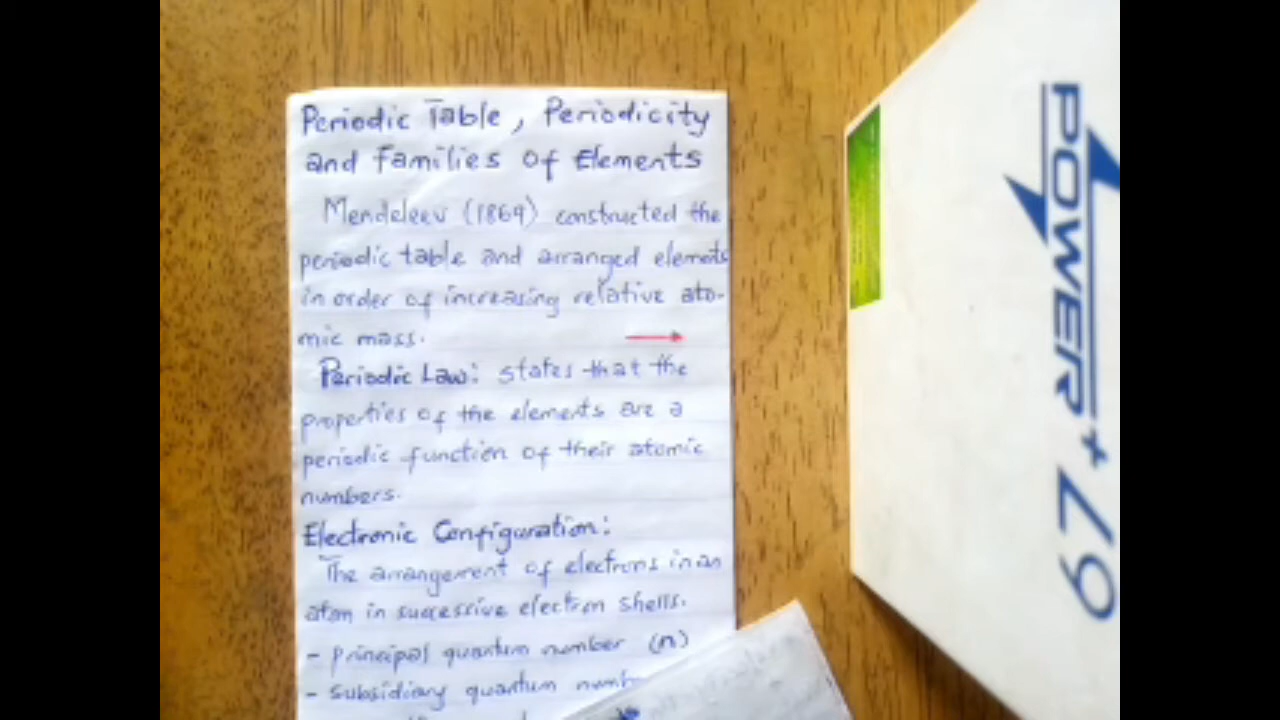 Periodic Table, Periodicity
and families of Elements
Mendeleev (1869) constructed the
periodic table and arranged elements
in order of increasing relative ato-
mic mass.
Periodic Law: states that the
properties of the elements are a
periodic function of their atomic
numbers.
Electronic Configuration:
The arrangement of electrons in an
atom in successive electron shells.
- Principal quantum number (n)
- Subsidiary quantum numb
POWER+ L9